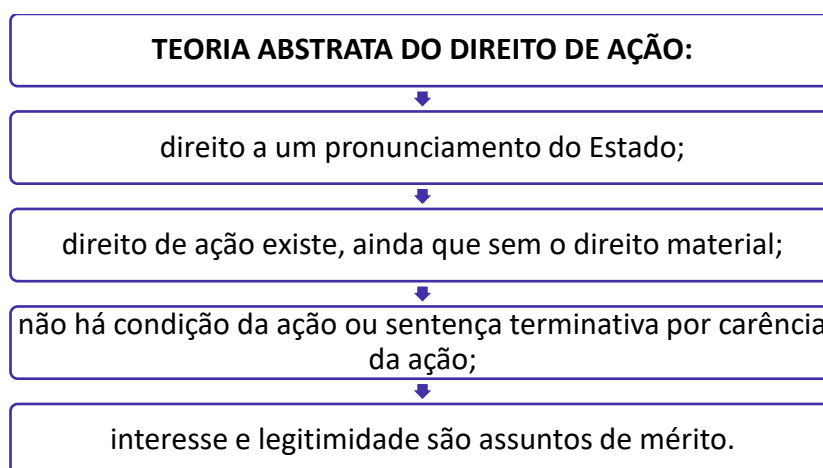 TEORIA ABSTRATA DO DIREITO DE AÇÃO:
direito a um pronunciamento do Estado;
direito de ação existe, ainda que sem o direito material;
não há condição da ação ou sentença terminativa por carência
da ação;
interesse e legitimidade são assuntos de mérito.